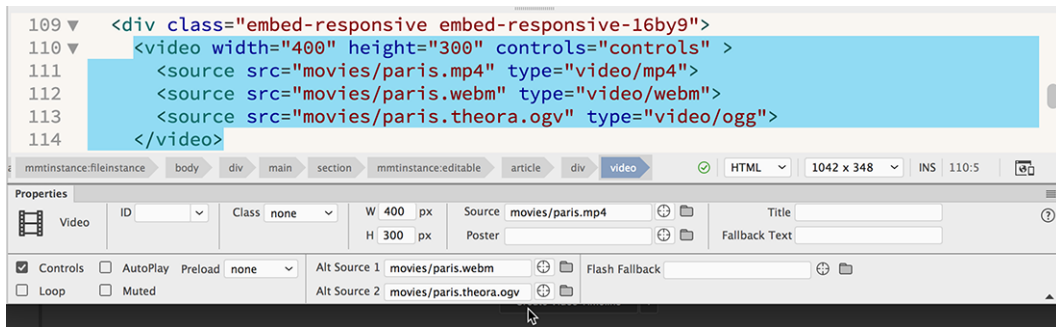 109 ▼ <div class="embed-responsive embed-responsive-16by9">
110 ▼ <video width="400" height="300" controls="controls" >
111 <source src="movies/paris.mp4" type="video/mp4">
112 <source src="movies/paris.webm" type="video/webm">
113 <source src="movies/paris.theora.ogv" type="video/ogg">
114 </video>
mmtinstance:fileinstance body div main section mmtinstance:editable article div video HTML 1042 x 348 INS 110:5
Properties
Video ID Class none W 400 px Source movies/paris.mp4 Title
H 300 px Poster Fallback Text
Controls AutoPlay Preload none Alt Source 1 movies/paris.webm Flash Fallback
Loop Muted Alt Source 2 movies/paris.theora.ogv